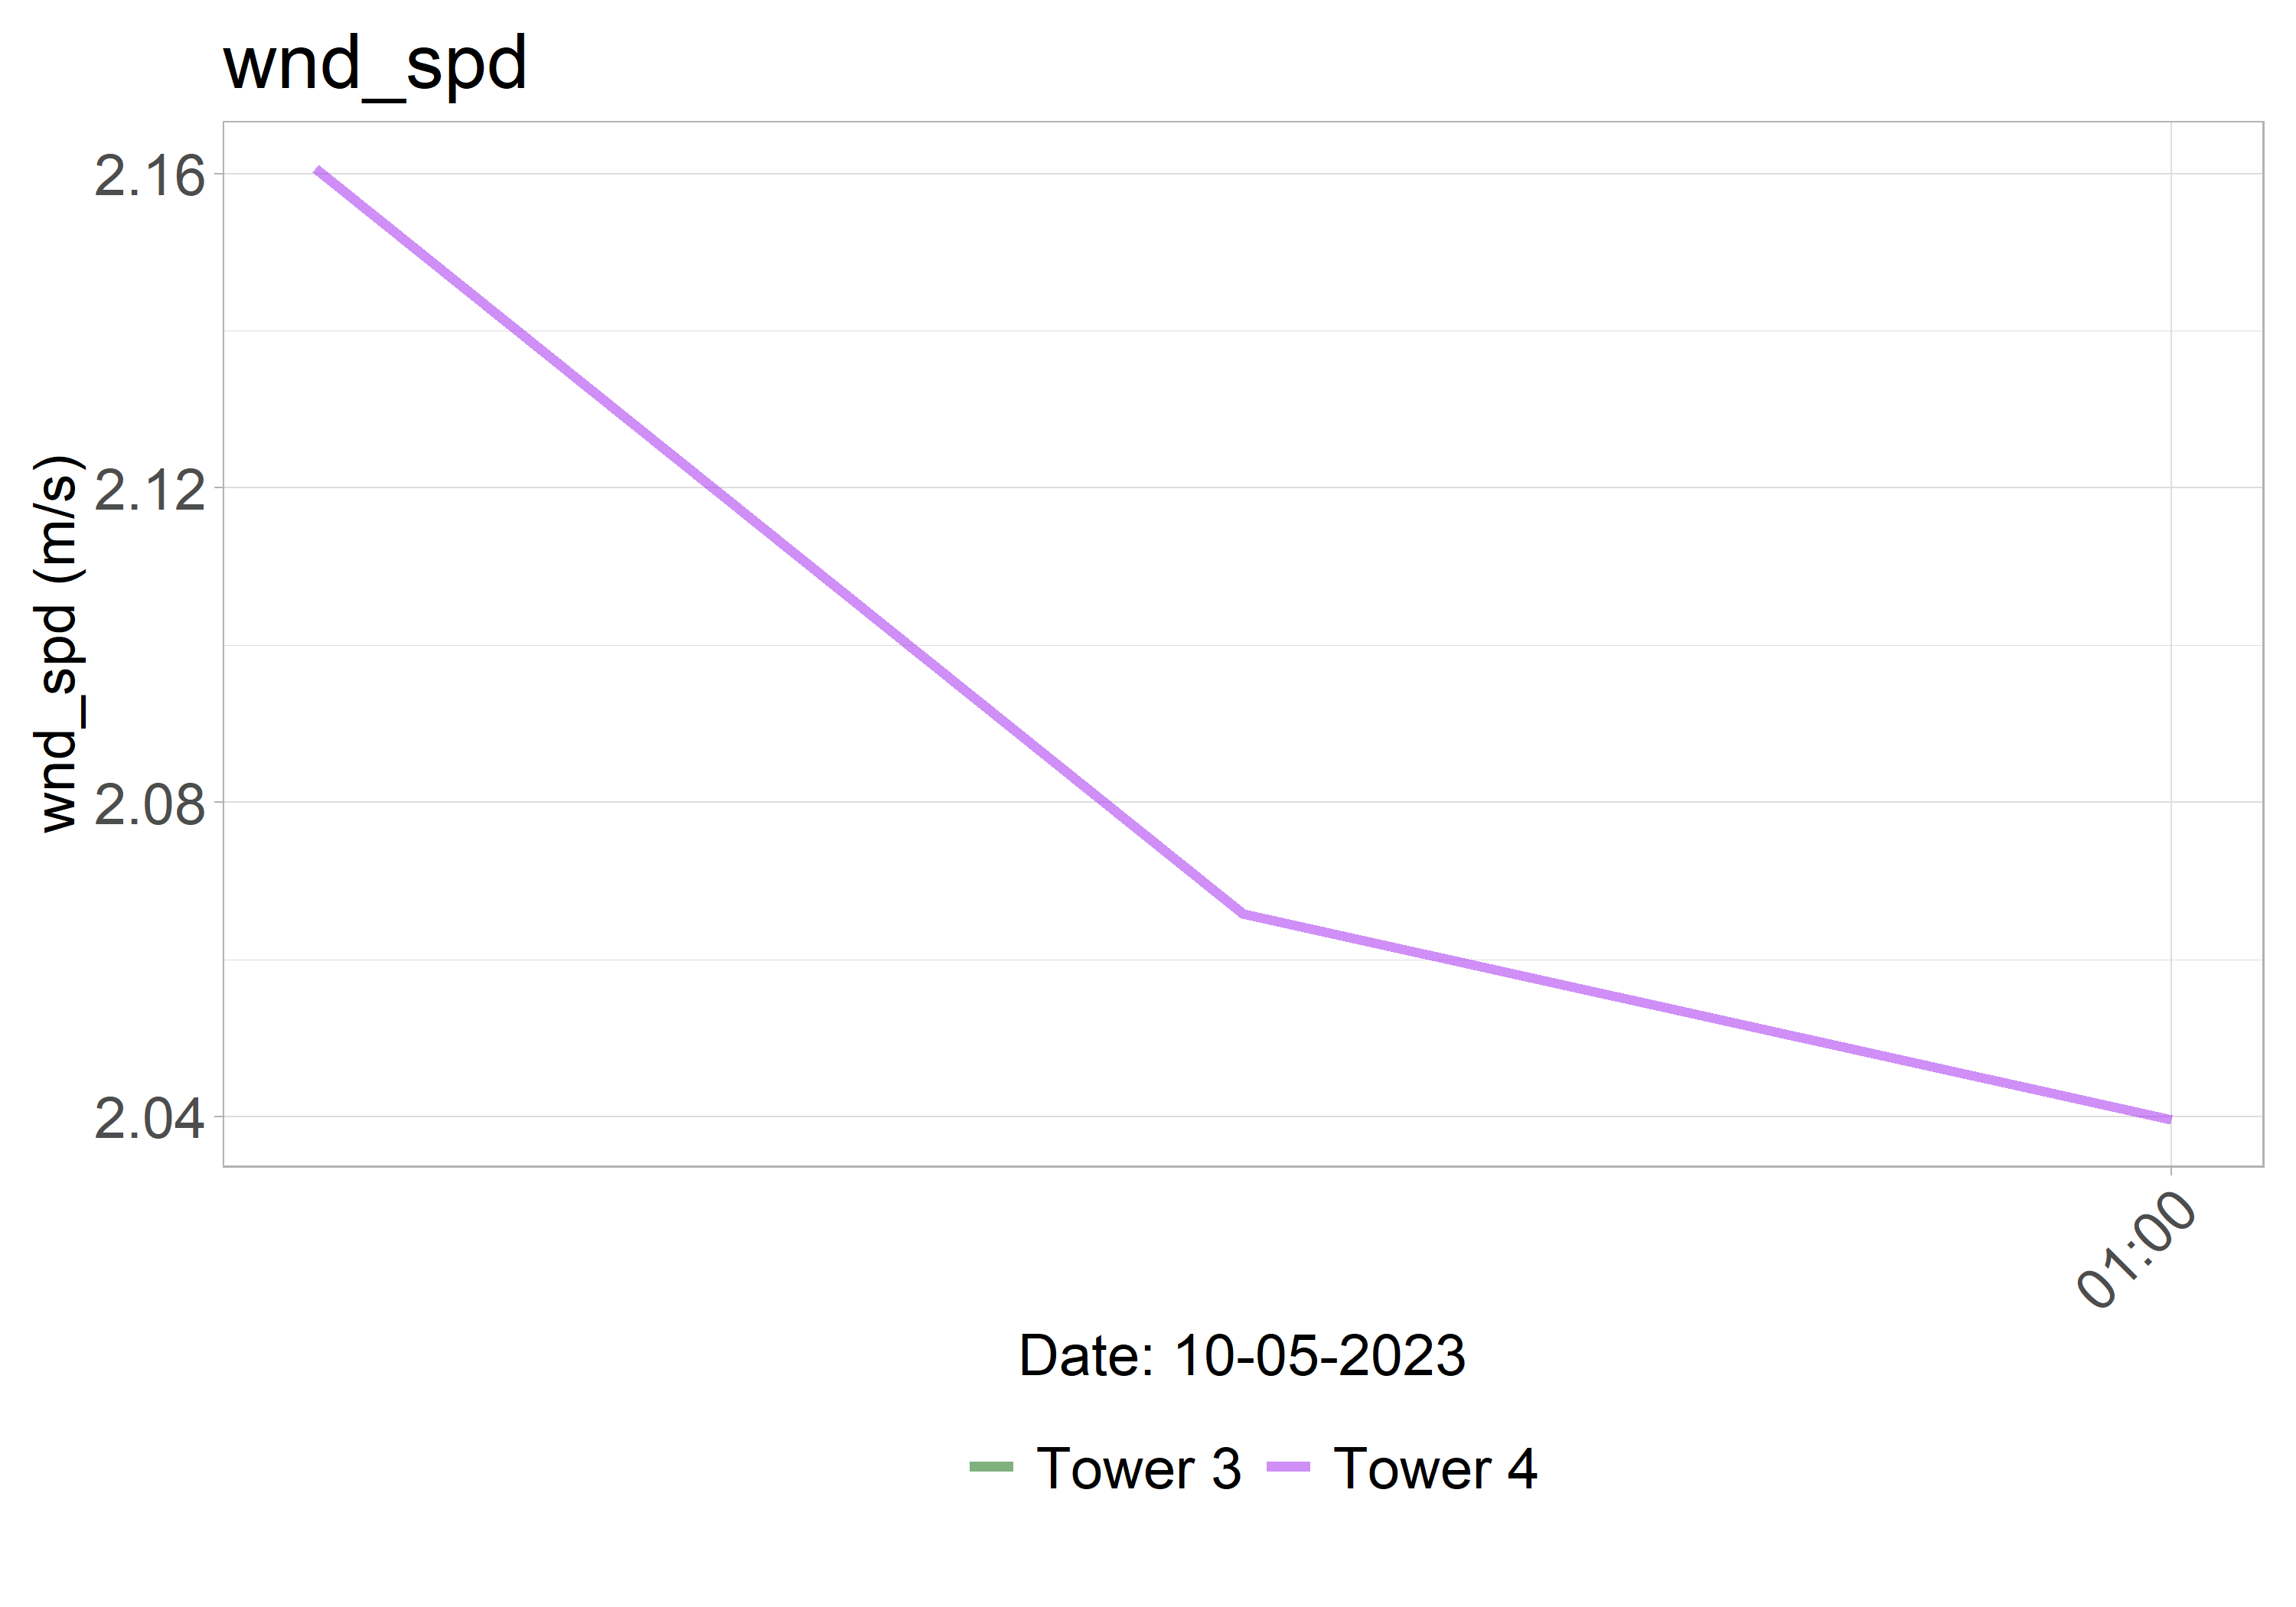 wnd_spd
wnd_spd (m/s)
2.16
2.12
2.08
2.04
01:00
Date: 10-05-2023
Tower 3 Tower 4